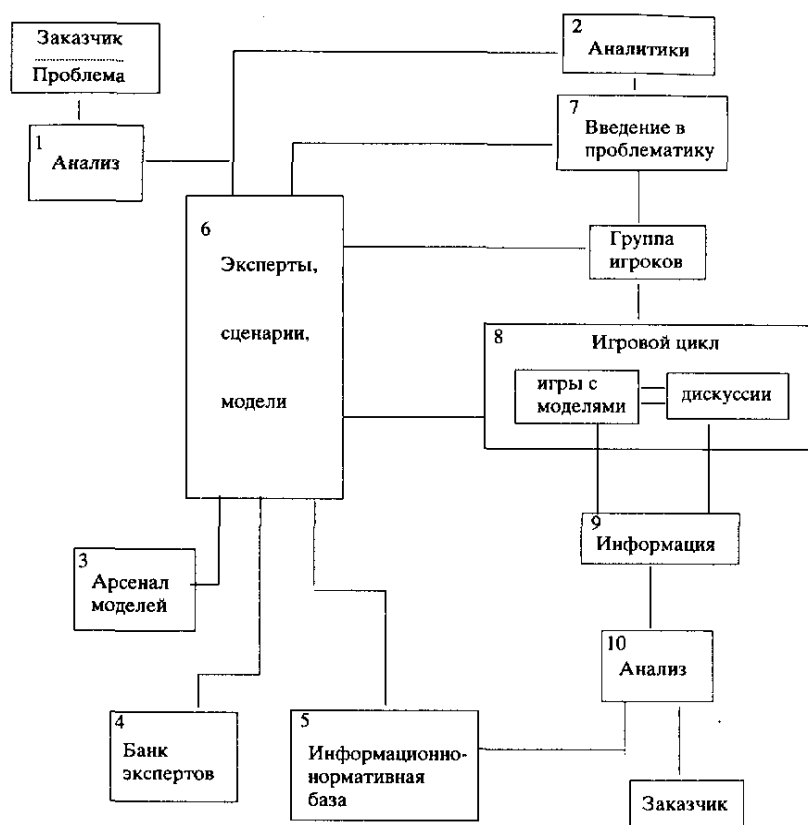 Заказчик
Проблема
1
Анализ
2
Аналитики
7
Введение в
проблематику
6
Эксперты,
сценарии,
модели
Группа
игроков
8
Игровой цикл
игры с
моделями
дискуссии
9
Информация
3
Арсенал
моделей
10
Анализ
4
Банк
экспертов
5
Информационно-
нормативная
база
Заказчик